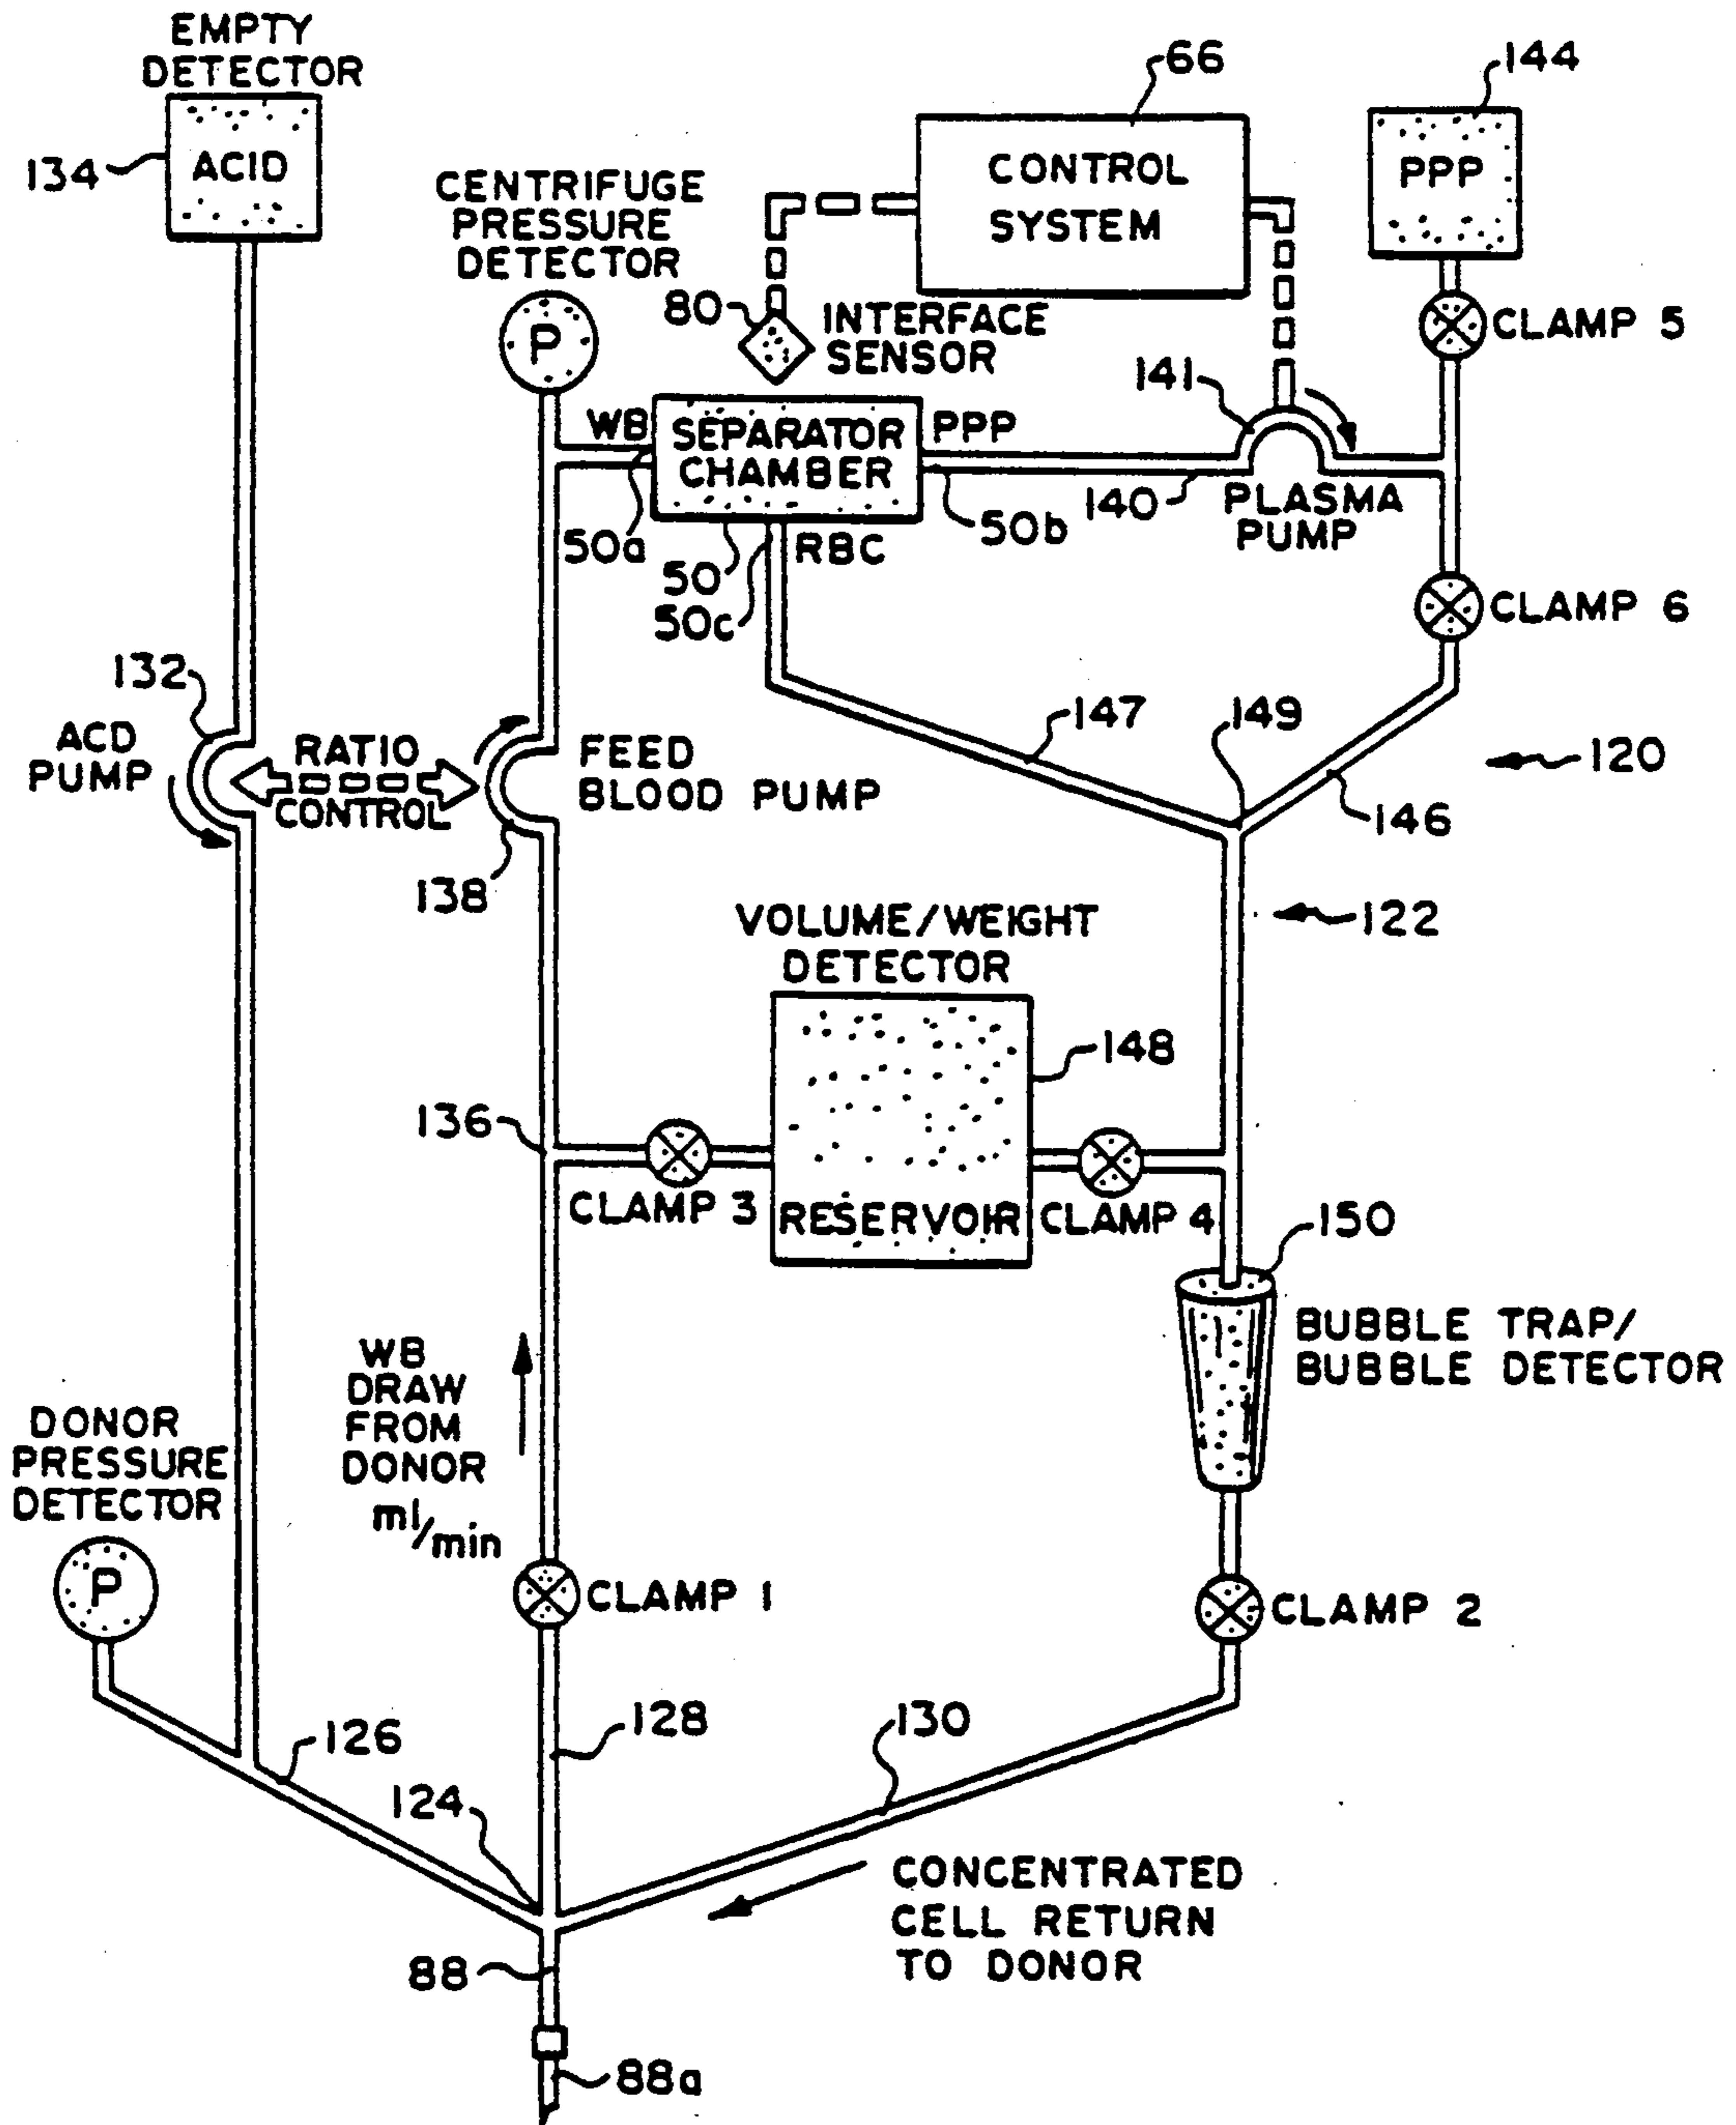 EMPTY
DETECTOR
134
ACID
CENTRIFUGE
PRESSURE
DETECTOR
P
66
CONTROL
SYSTEM
144
PPP
80
INTERFACE
SENSOR
CLAMP 5
141
WB
SEPARATOR
CHAMBER
PPP
50a
50
50c
RBC
50b
140
PLASMA
PUMP
CLAMP 6
132
ACD
PUMP
RATIO
CONTROL
FEED
BLOOD PUMP
138
147
149
120
146
122
VOLUME/WEIGHT
DETECTOR
148
136
CLAMP 3
RESERVOIR
CLAMP 4
150
BUBBLE TRAP/
BUBBLE DETECTOR
WB
DRAW
FROM
DONOR
ml/min
DONOR
PRESSURE
DETECTOR
P
CLAMP 1
CLAMP 2
126
128
130
124
CONCENTRATED
CELL RETURN
TO DONOR
88
88a